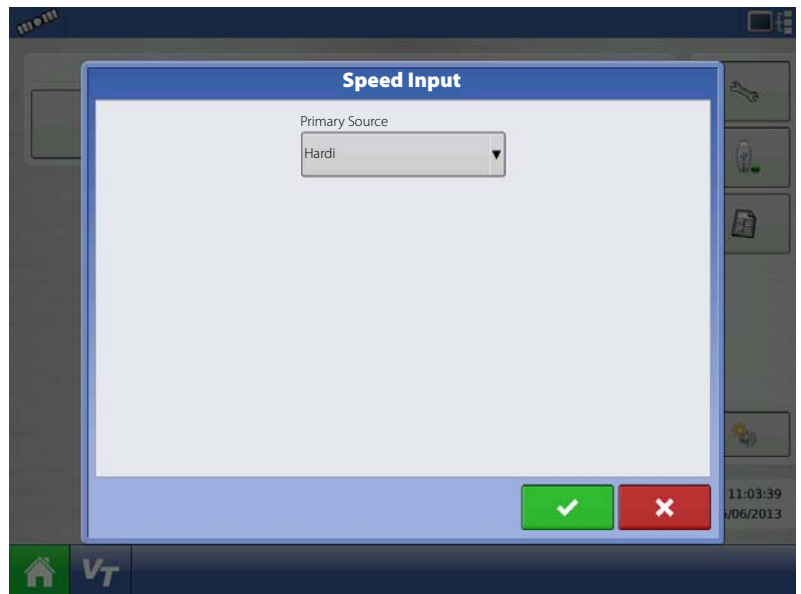 Speed Input
Primary Source
Hardi
11:03:39
/06/2013
VT